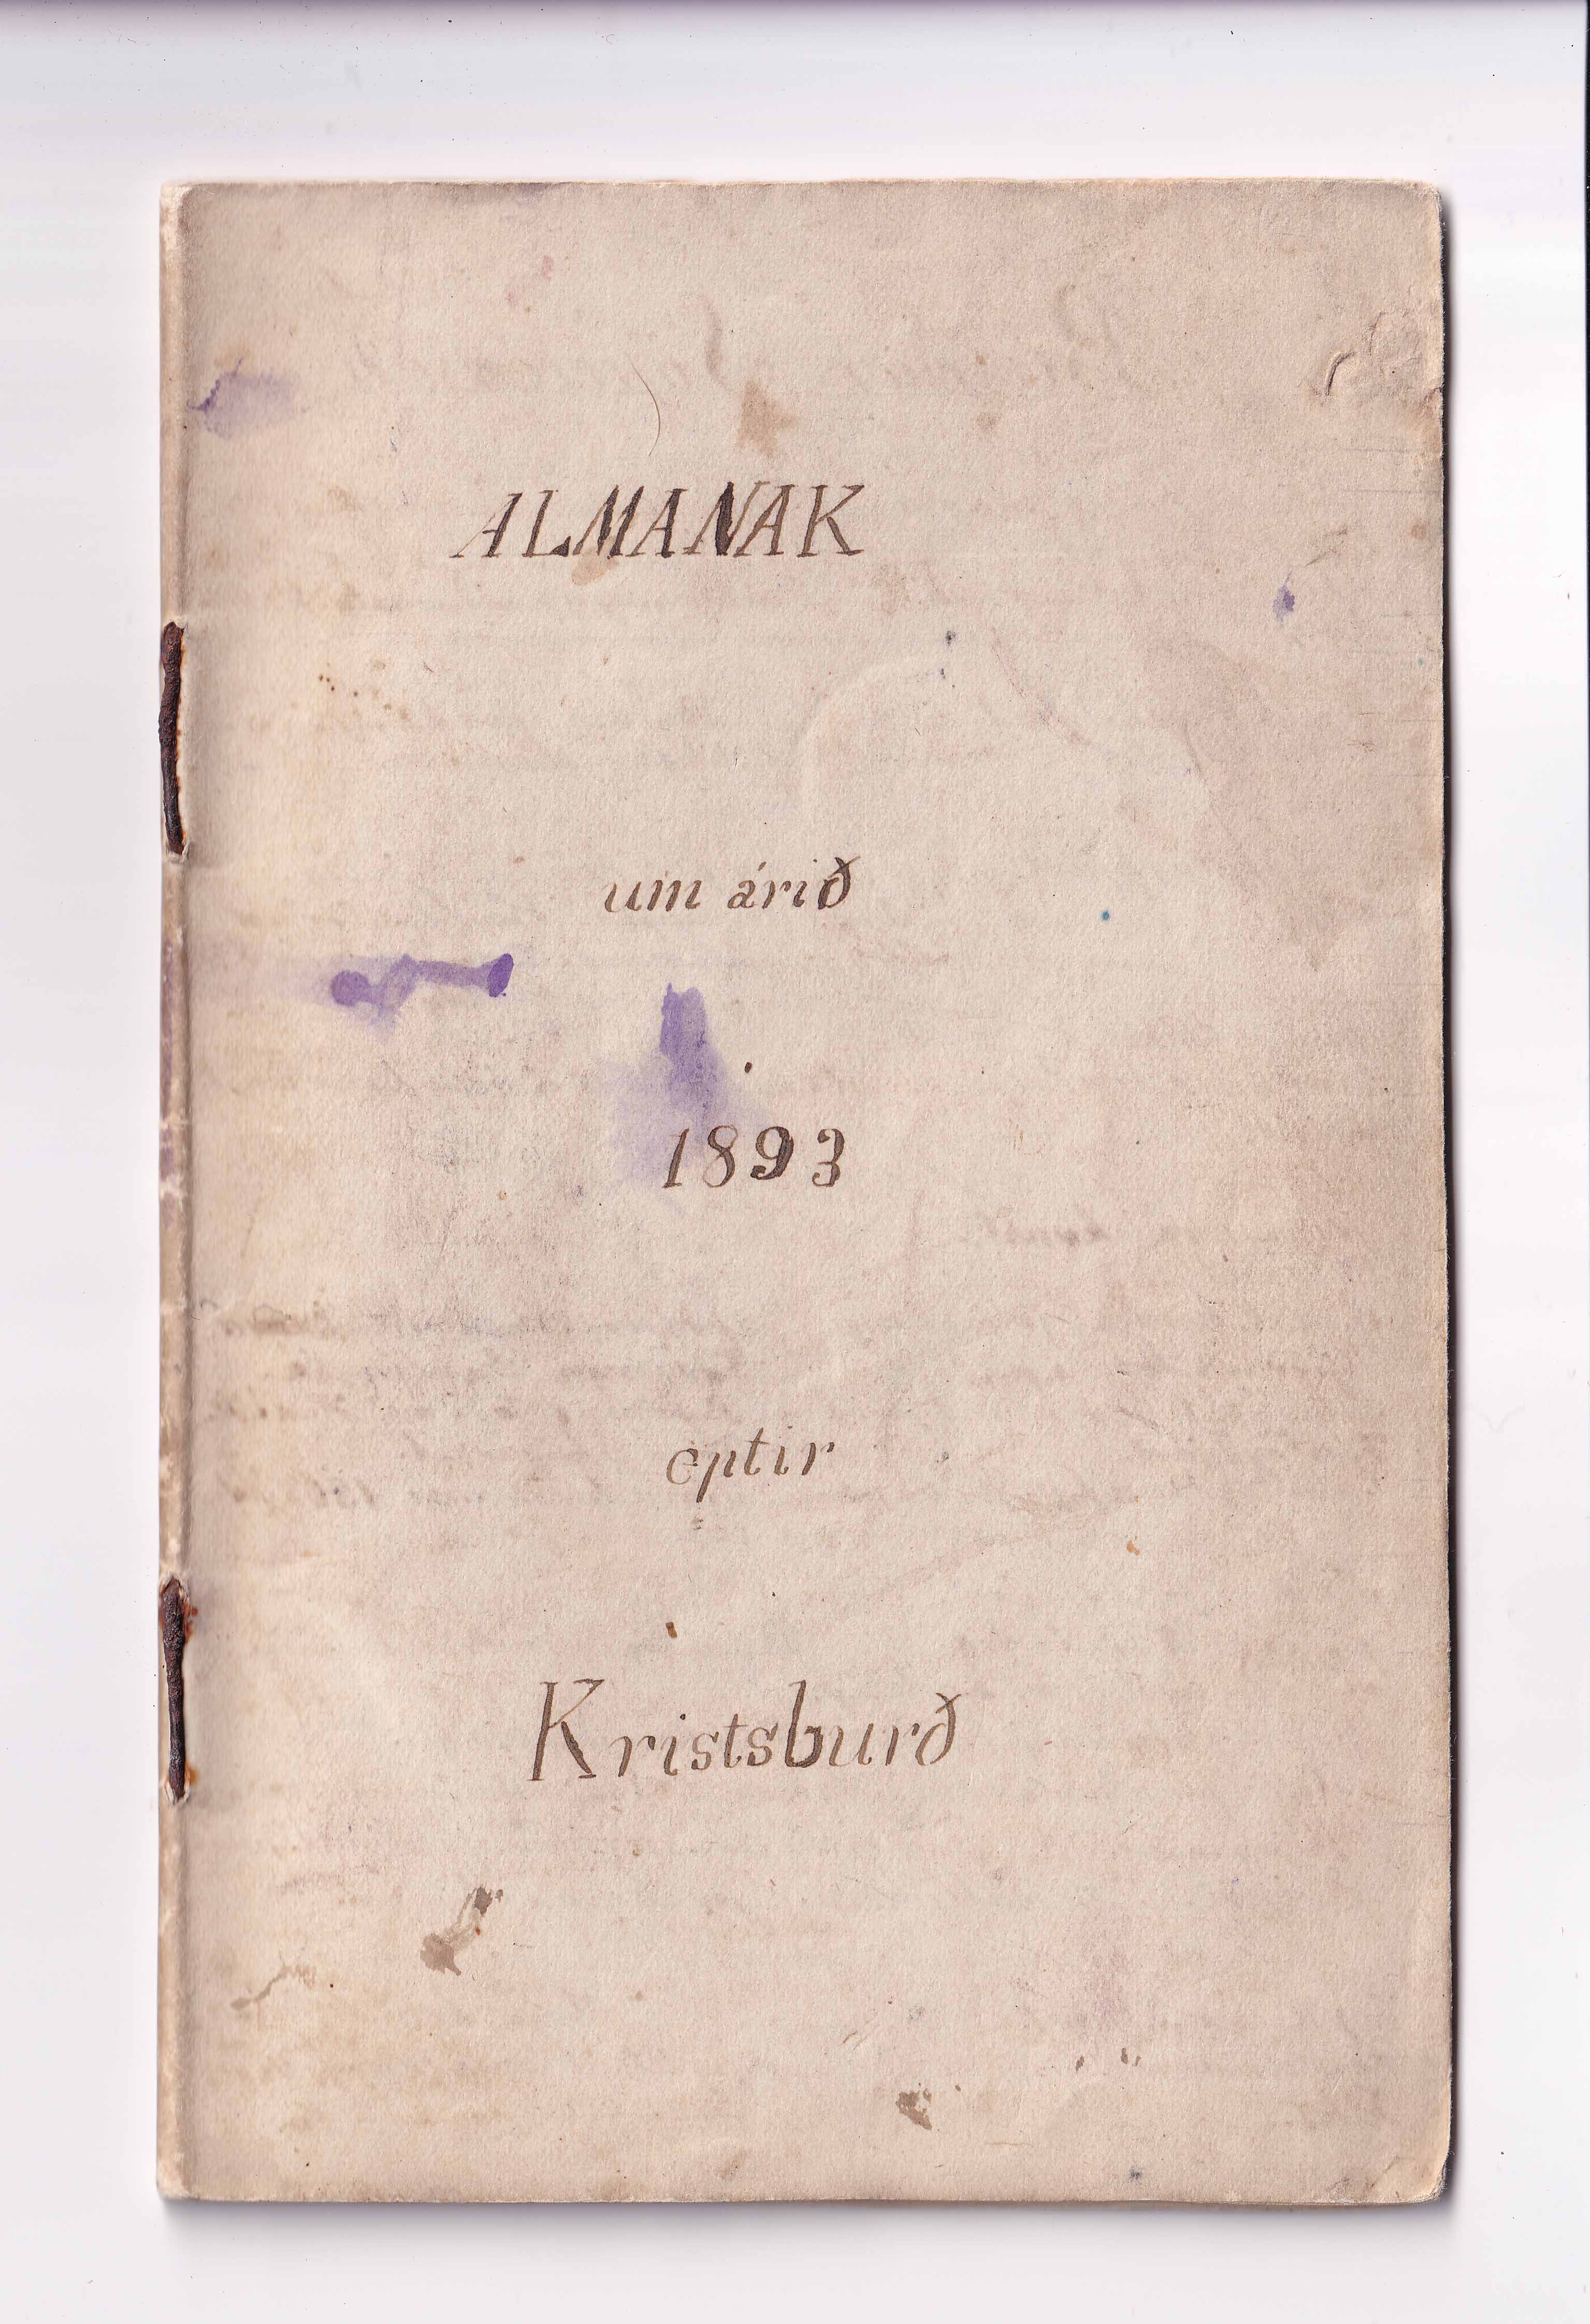 ALMANAK
um árið
1893
eptir
Kristsburð